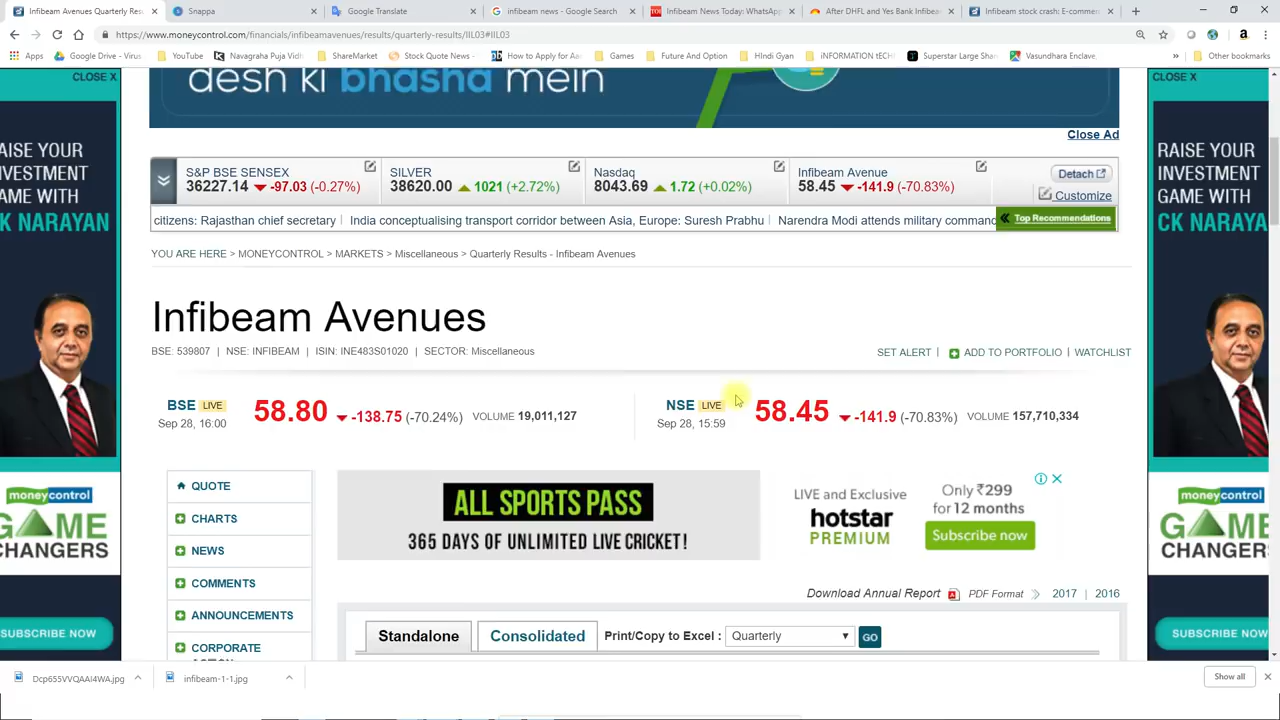 Infibeam Avenues Quarterly Res
Snappa
Google Translate
infibeam news - Google Search
Infibeam News Today: WhatsApp
After DHFL and Yes Bank Infibea
Infibeam stock crash: E-commer
https://www.moneycontrol.com/financials/infibeamavenues/results/quarterly-results/IIL03#IIL03
Apps
Google Drive - Virus
YouTube
Navagraha Puja Vidh
ShareMarket
Stock Quote News -
How to Apply for Aa
Games
Future And Option
HIndi Gyan
iNFORMATION tECH
Superstar Large Shar
Vasundhara Enclave,
»
Other bookmarks
CLOSE X
desh ki bhasha mein
CLOSE X
Close Ad
AISE YOUR
INVESTMENT
GAME WITH
K NARAYAN
RAISE YOUR
INVESTMENT
GAME WITH
CK NARAYA
S&P BSE SENSEX
36227.14 -97.03 (-0.27%)
SILVER
38620.00 1021 (+2.72%)
Nasdaq
8043.69 1.72 (+0.02%)
Infibeam Avenue
58.45 -141.9 (-70.83%)
Detach
Customize
citizens: Rajasthan chief secretary | India conceptualising transport corridor between Asia, Europe: Suresh Prabhu | Narendra Modi attends military command
Top Recommendations
YOU ARE HERE > MONEYCONTROL > MARKETS > Miscellaneous > Quarterly Results - Infibeam Avenues
Infibeam Avenues
BSE: 539807 | NSE: INFIBEAM | ISIN: INE483S01020 | SECTOR: Miscellaneous
SET ALERT | ADD TO PORTFOLIO | WATCHLIST
BSE LIVE
Sep 28, 16:00
58.80 -138.75 (-70.24%) VOLUME 19,011,127
NSE LIVE
Sep 28, 15:59
58.45 -141.9 (-70.83%) VOLUME 157,710,334
QUOTE
CHARTS
NEWS
COMMENTS
ANNOUNCEMENTS
CORPORATE
ALL SPORTS PASS
365 DAYS OF UNLIMITED LIVE CRICKET!
LIVE and Exclusive
hotstar
PREMIUM
Only ₹299
for 12 months
Subscribe now
Download Annual Report PDF Format 2017 | 2016
Standalone
Consolidated
Print/Copy to Excel :
Quarterly
GO
moneycontrol
GAME
CHANGERS
SUBSCRIBE NOW
moneycontrol
GAME
CHANGERS
SUBSCRIBE NOW
Dcp655VVQAAI4WA.jpg
infibeam-1-1.jpg
Show all